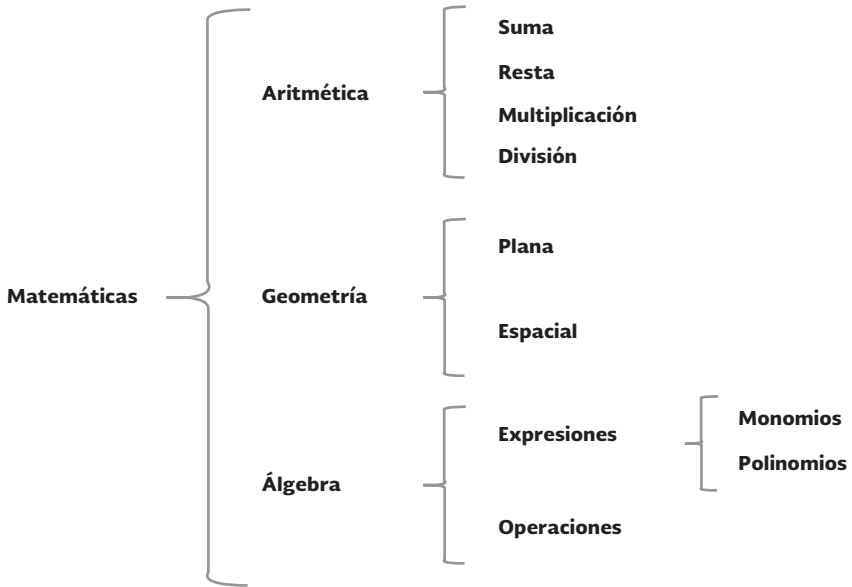 Matemáticas
Aritmética
Suma
Resta
Multiplicación
División
Geometría
Plana
Espacial
Álgebra
Expresiones
Monomios
Polinomios
Operaciones